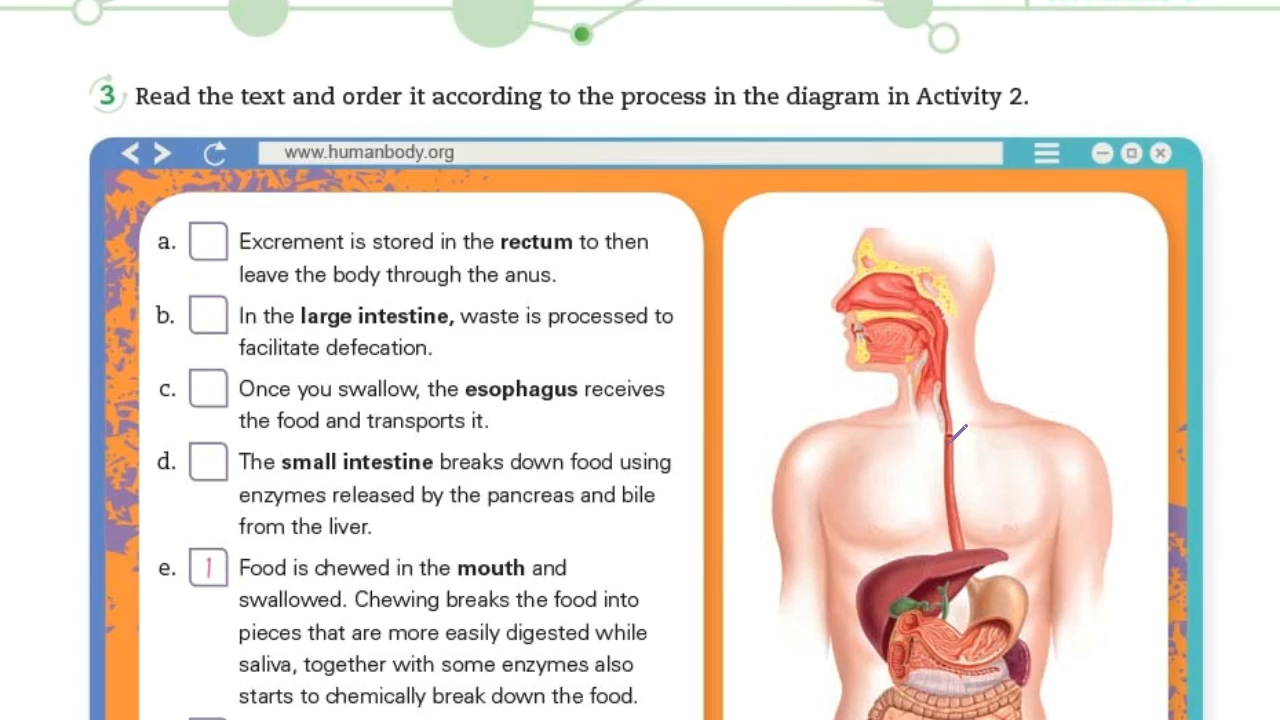 3 Read the text and order it according to the process in the diagram in Activity 2.
www.humanbody.org
a. Excrement is stored in the rectum to then
leave the body through the anus.
b. In the large intestine, waste is processed to
facilitate defecation.
c. Once you swallow, the esophagus receives
the food and transports it.
d. The small intestine breaks down food using
enzymes released by the pancreas and bile
from the liver.
e. 1 Food is chewed in the mouth and
swallowed. Chewing breaks the food into
pieces that are more easily digested while
saliva, together with some enzymes also
starts to chemically break down the food.